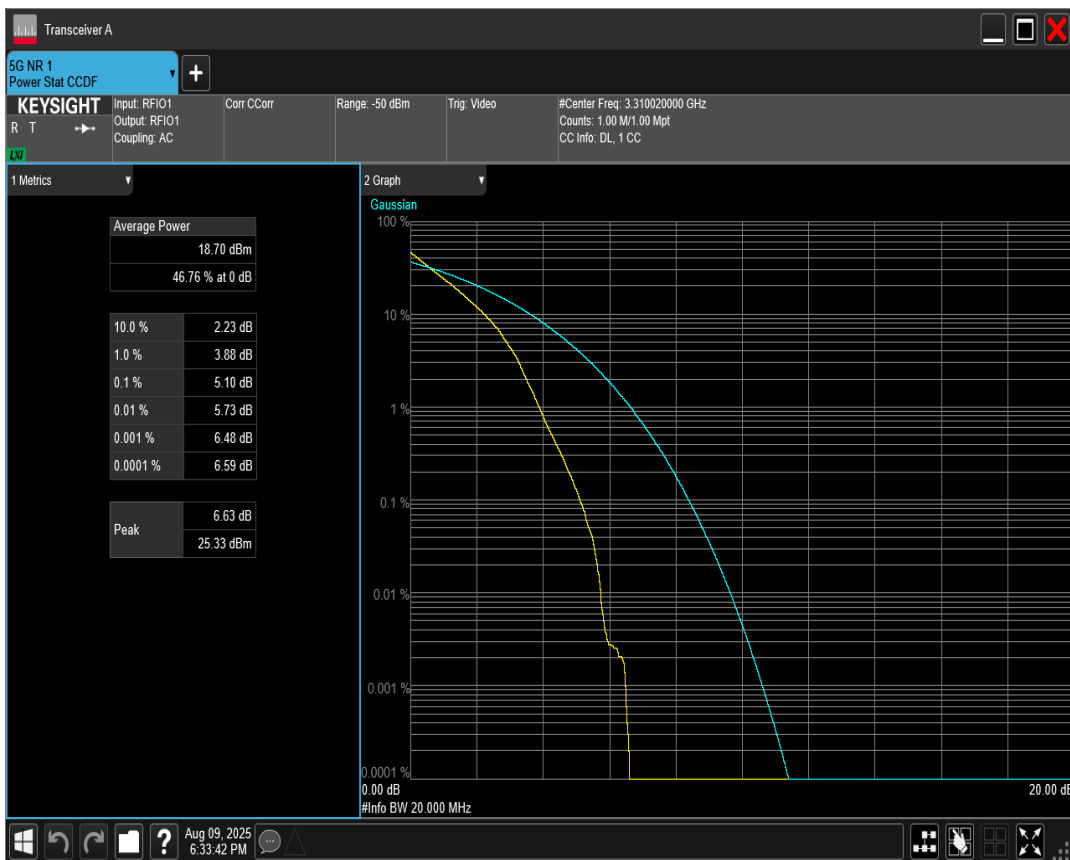 Transceiver A
5G NR 1
Power Stat CCDF
KEYSIGHT
R T
LXI
Input: RFIO1
Output: RFIO1
Coupling: AC
Corr CCorr
Range: -50 dBm
Trig: Video
#Center Freq: 3.310020000 GHz
Counts: 1.00 M/1.00 Mpt
CC Info: DL, 1 CC
1 Metrics
Average Power
18.70 dBm
46.76 % at 0 dB
10.0 % 2.23 dB
1.0 % 3.88 dB
0.1 % 5.10 dB
0.01 % 5.73 dB
0.001 % 6.48 dB
0.0001 % 6.59 dB
Peak 6.63 dB
25.33 dBm
2 Graph
Gaussian
100 %
10 %
1 %
0.1 %
0.01 %
0.001 %
0.0001 %
0.00 dB 20.00 dB
#Info BW 20.000 MHz
? Aug 09, 2025
6:33:42 PM